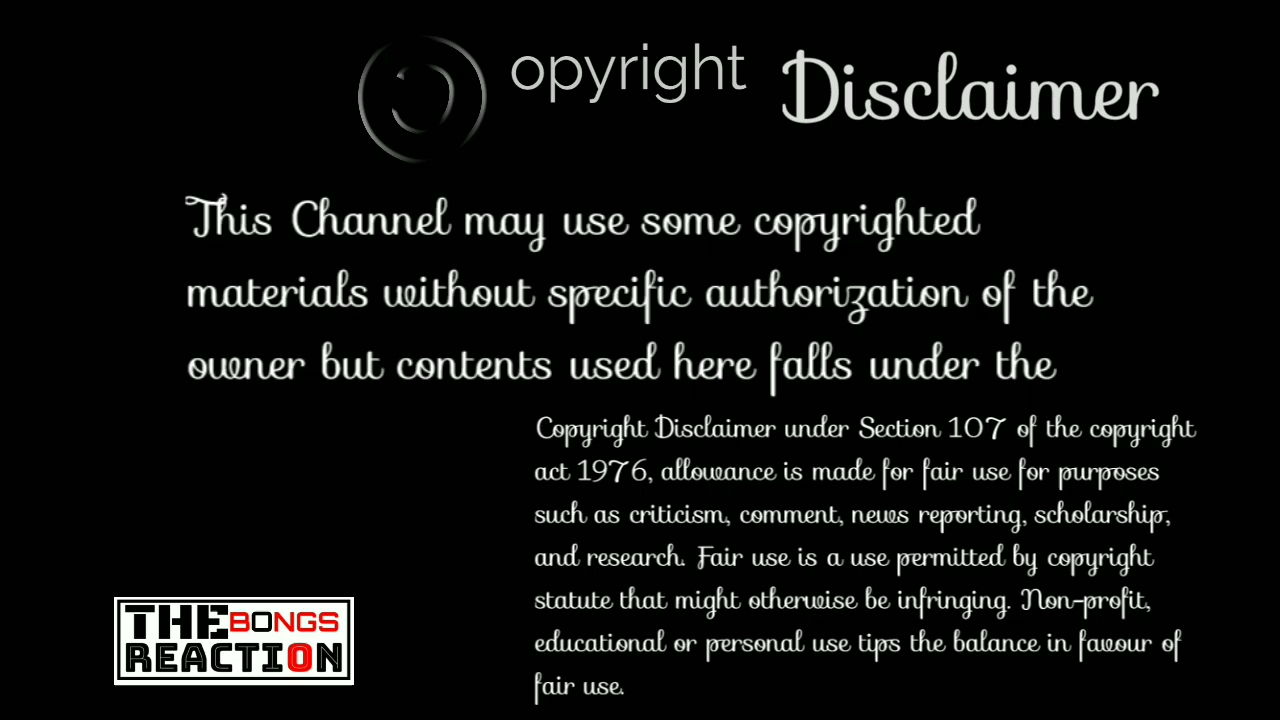 opyright Disclaimer
This Channel may use some copyrighted
materials without specific authorization of the
owner but contents used here falls under the
Copyright Disclaimer under Section 107 of the copyright
act 1976, allowance is made for fair use for purposes
such as criticism, comment, news reporting, scholarship,
and research. Fair use is a use permitted by copyright
statute that might otherwise be infringing. Non-profit,
educational or personal use tips the balance in favour of
fair use.
THE BONGS
REACTION